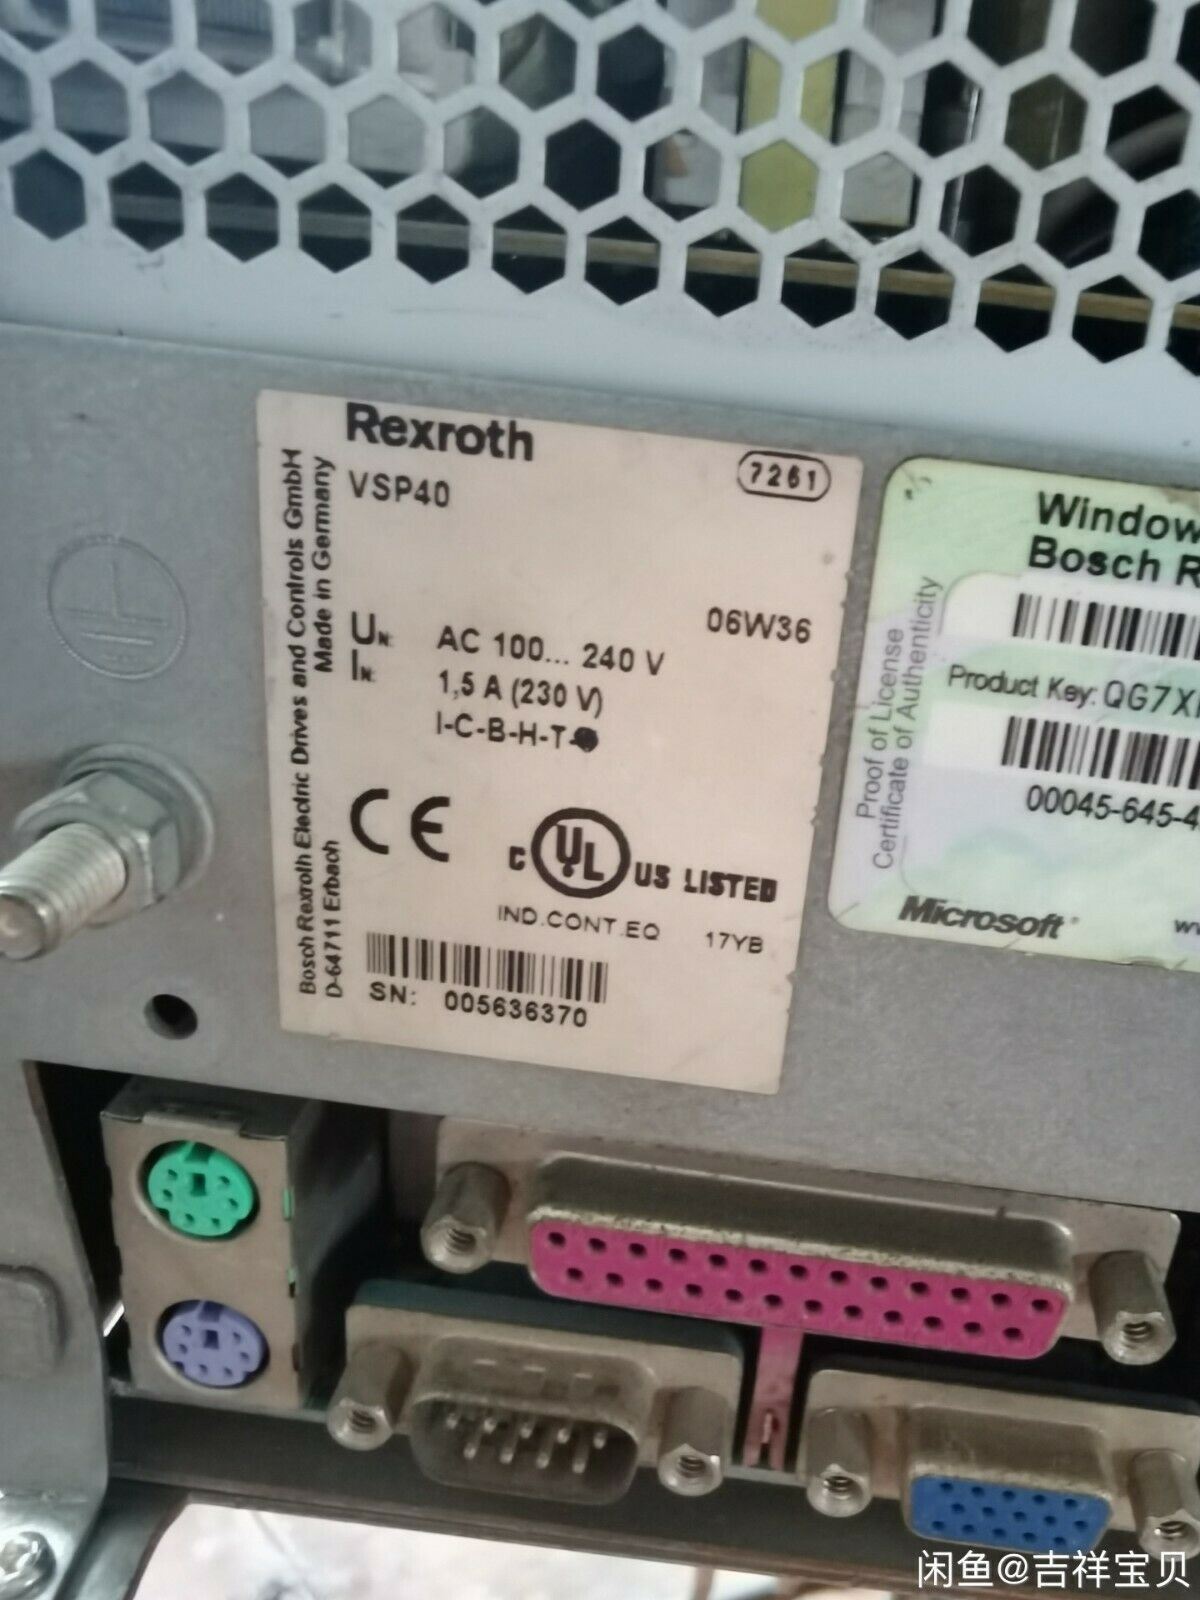 Rexroth
7261
VSP40
06W36
UN: AC 100... 240 V
IN: 1,5 A (230 V)
I-C-B-H-T-
CE
C UL US LISTED
IND.CONT.EQ 17YB
SN: 005636370
Bosch Rexroth Electric Drives and Controls GmbH
D-64711 Erbach Made in Germany
Window
Bosch R
Product Key: QG7X
00045-645-4
Proof of License
Certificate of Authenticity
Microsoft
闲鱼@吉祥宝贝